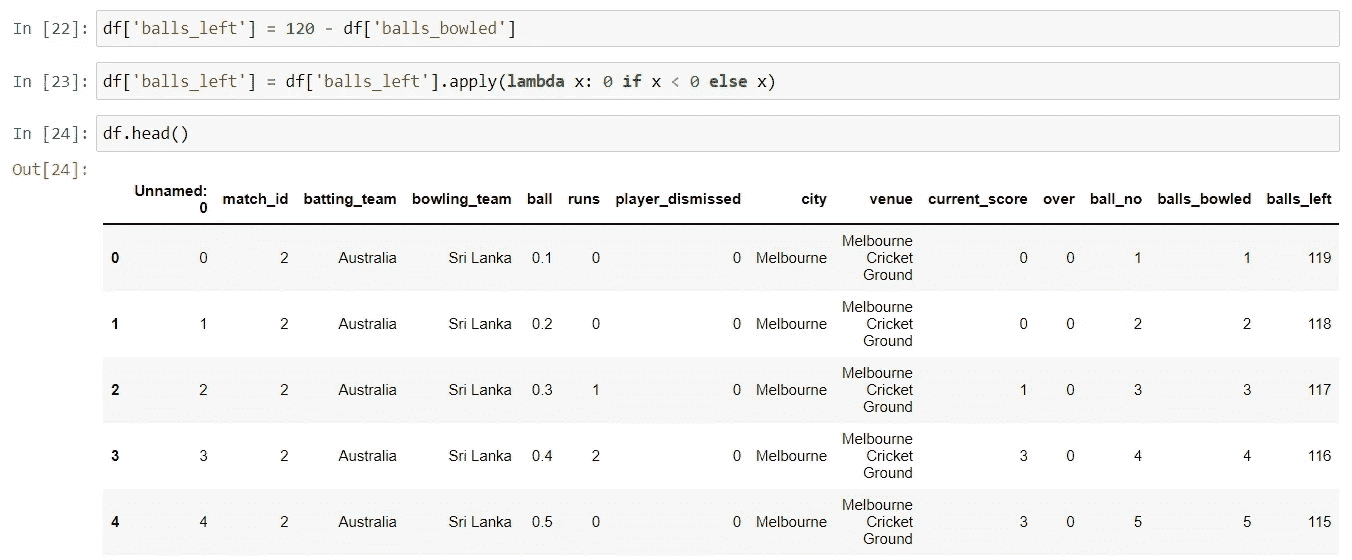 In [22]: df['balls_left'] = 120 - df['balls_bowled']
In [23]: df['balls_left'] = df['balls_left'].apply(lambda x: 0 if x < 0 else x)
In [24]: df.head()
Out[24]:
Unnamed: 0 match_id batting_team bowling_team ball runs player_dismissed city venue current_score over ball_no balls_bowled balls_left
0 0 2 Australia Sri Lanka 0.1 0 0 Melbourne Melbourne Cricket Ground 0 0 1 1 119
1 1 2 Australia Sri Lanka 0.2 0 0 Melbourne Melbourne Cricket Ground 0 0 2 2 118
2 2 2 Australia Sri Lanka 0.3 1 0 Melbourne Melbourne Cricket Ground 1 0 3 3 117
3 3 2 Australia Sri Lanka 0.4 2 0 Melbourne Melbourne Cricket Ground 3 0 4 4 116
4 4 2 Australia Sri Lanka 0.5 0 0 Melbourne Melbourne Cricket Ground 3 0 5 5 115